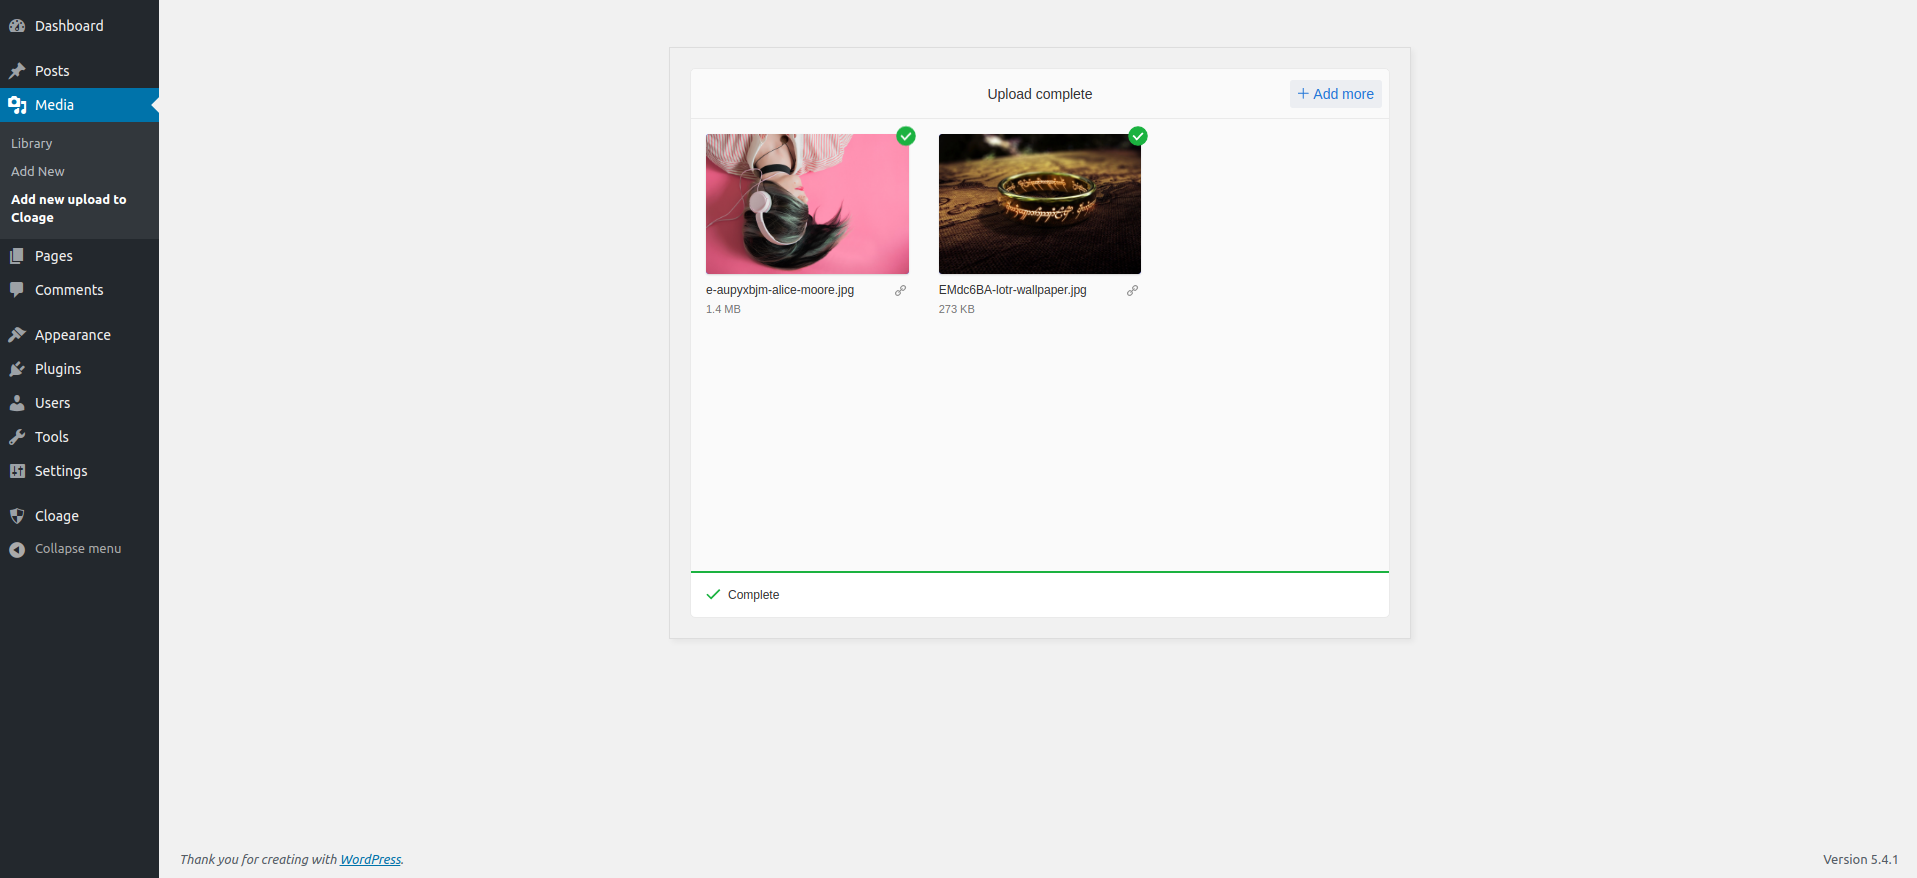 Dashboard
Posts
Media
Library
Add New
Add new upload to
Cloage
Pages
Comments
Appearance
Plugins
Users
Tools
Settings
Cloage
Collapse menu
Upload complete
Add more
e-aupyxbjm-alice-moore.jpg
1.4 MB
EMdc6BA-lotr-wallpaper.jpg
273 KB
Complete
Thank you for creating with WordPress.
Version 5.4.1